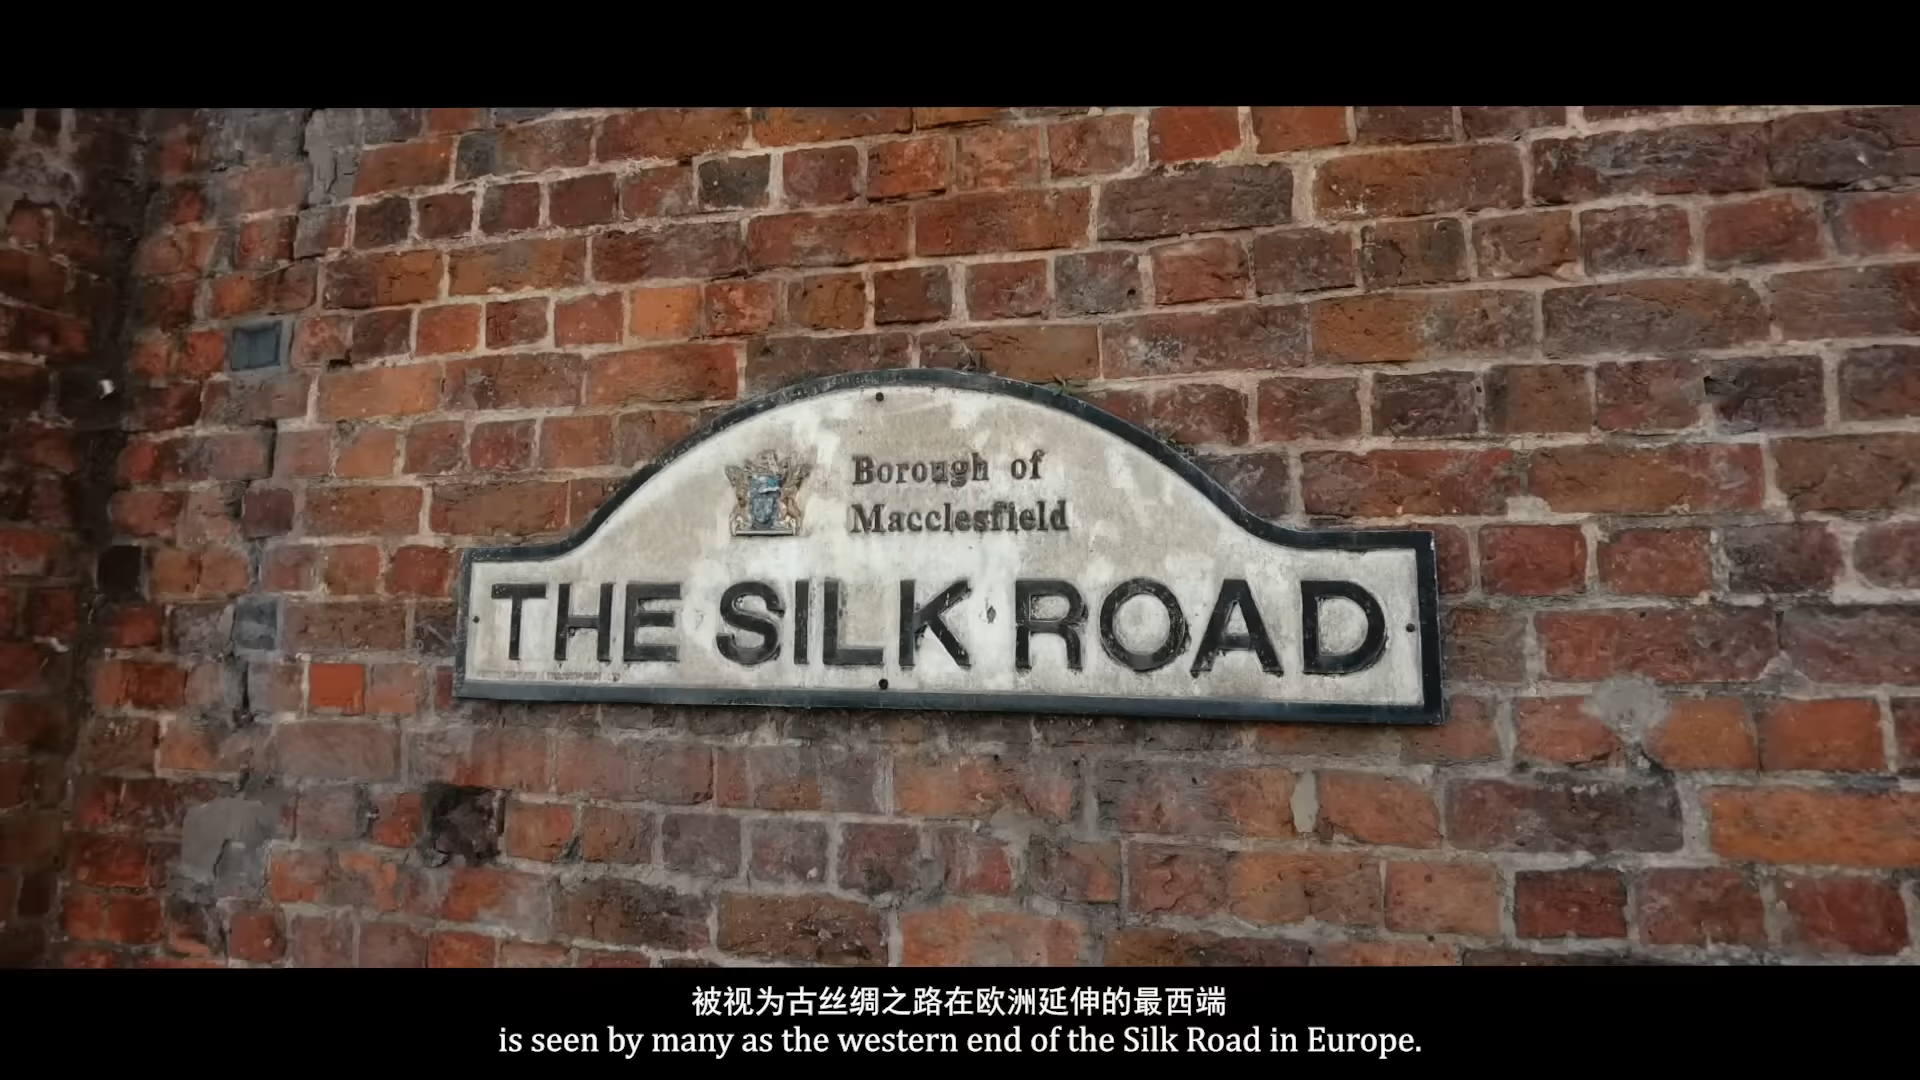 Borough of
Macclesfield
THE SILK ROAD
被视为古丝绸之路在欧洲延伸的最西端
is seen by many as the western end of the Silk Road in Europe.